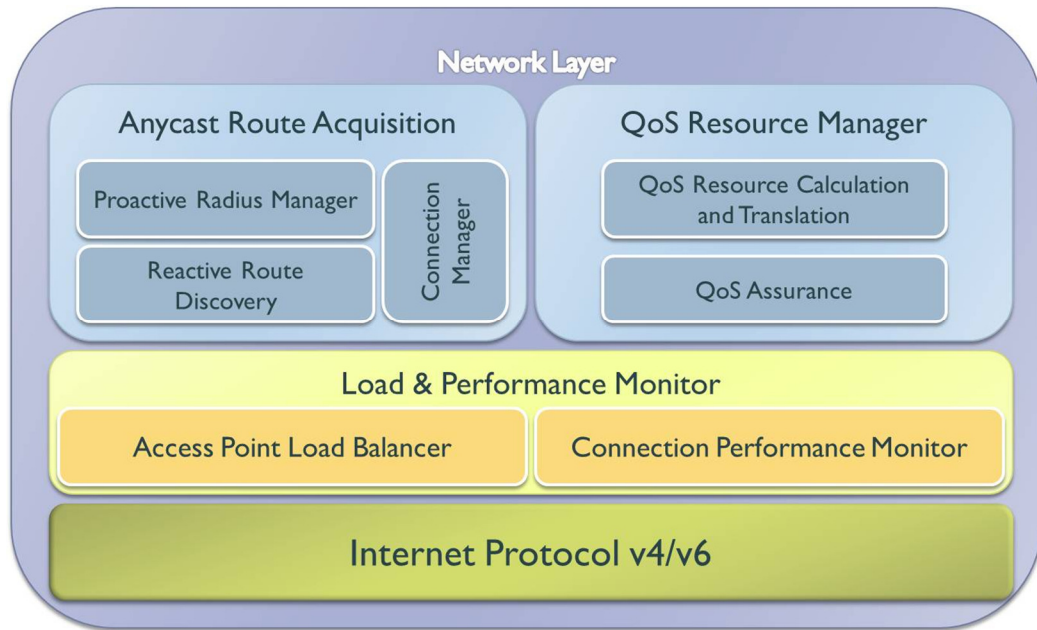 Network Layer
Anycast Route Acquisition
Proactive Radius Manager
Reactive Route
Discovery
Connection
Manager
QoS Resource Manager
QoS Resource Calculation
and Translation
QoS Assurance
Load & Performance Monitor
Access Point Load Balancer
Connection Performance Monitor
Internet Protocol v4/v6